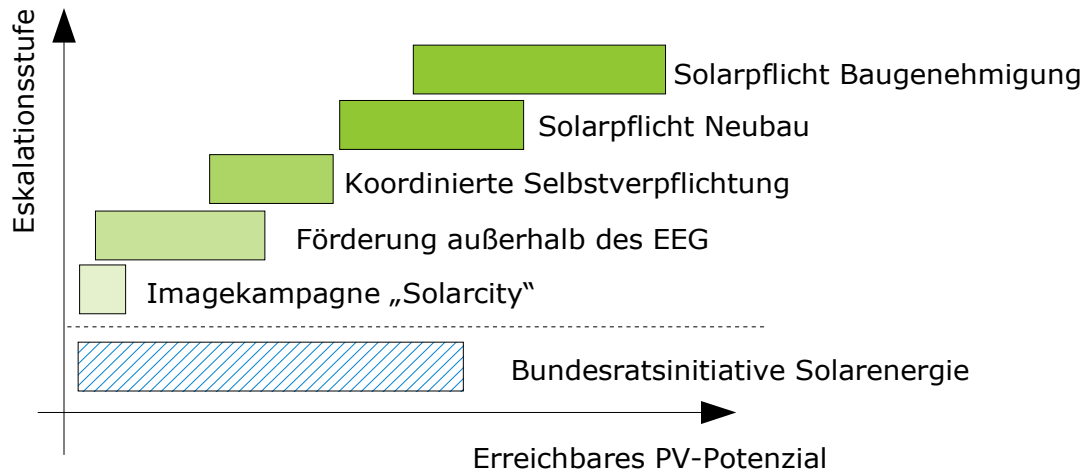 Eskalationsstufe
Solarpflicht Baugenehmigung
Solarpflicht Neubau
Koordinierte Selbstverpflichtung
Förderung außerhalb des EEG
Imagekampagne „Solarcity“
Bundesratsinitiative Solarenergie
Erreichbares PV-Potenzial